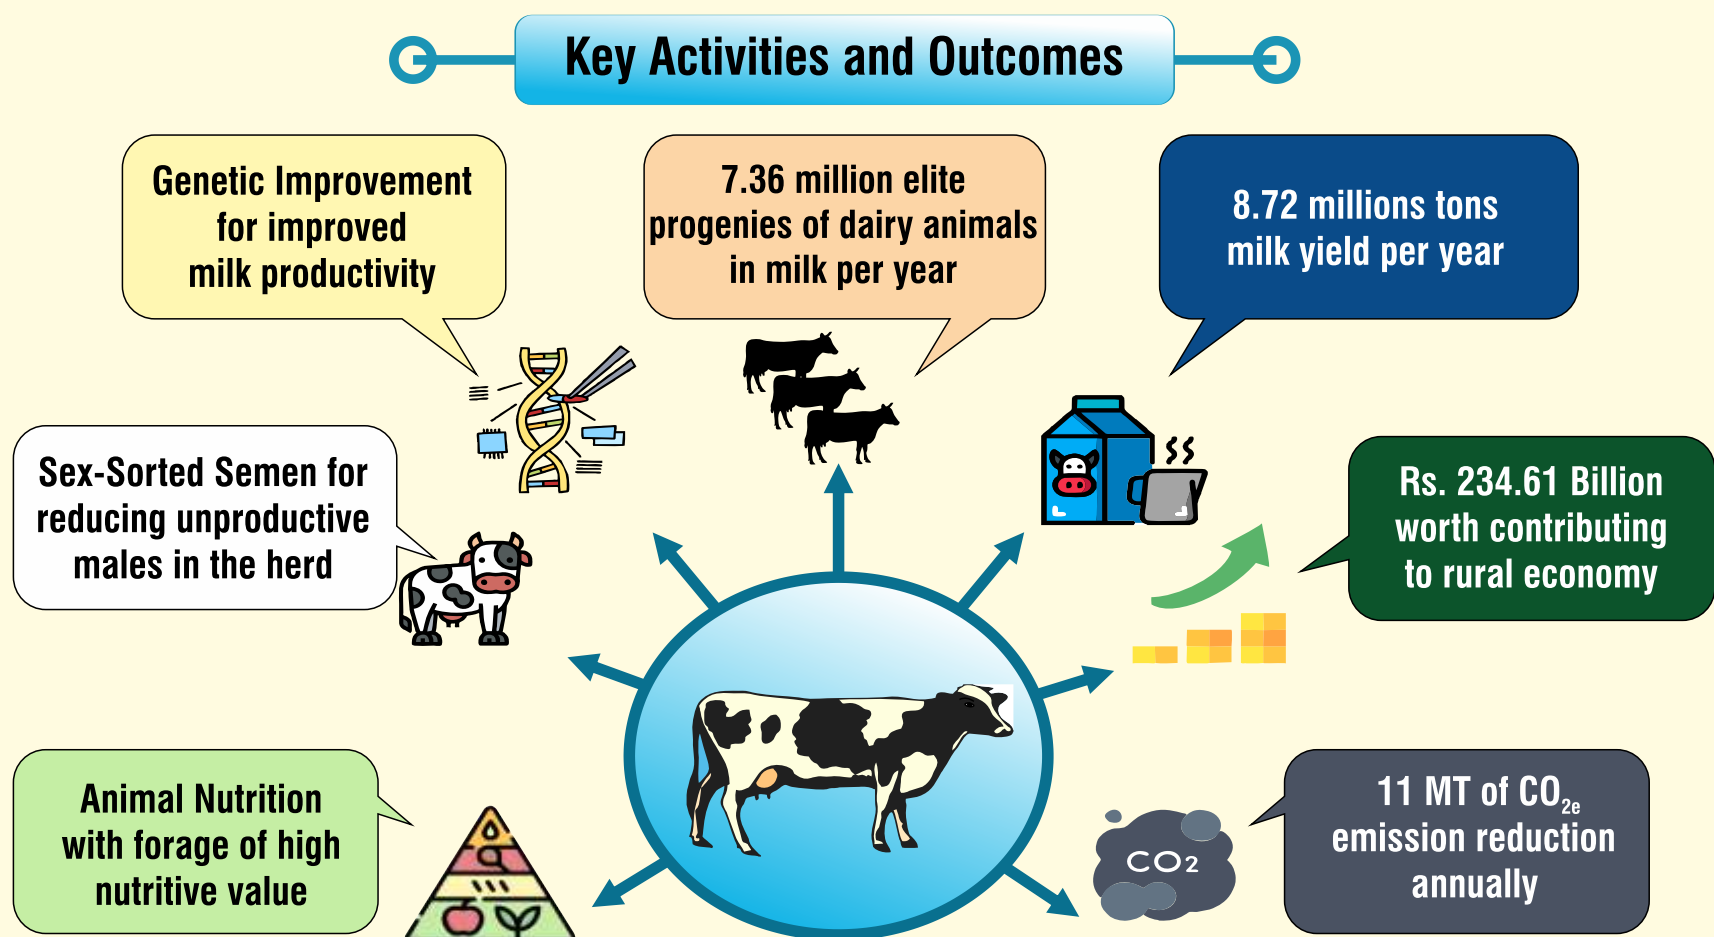 Key Activities and Outcomes
Genetic Improvement
for improved
milk productivity
7.36 million elite
progenies of dairy animals
in milk per year
8.72 millions tons
milk yield per year
Sex-Sorted Semen for
reducing unproductive
males in the herd
Rs. 234.61 Billion
worth contributing
to rural economy
Animal Nutrition
with forage of high
nutritive value
CO2
11 MT of CO2e
emission reduction
annually